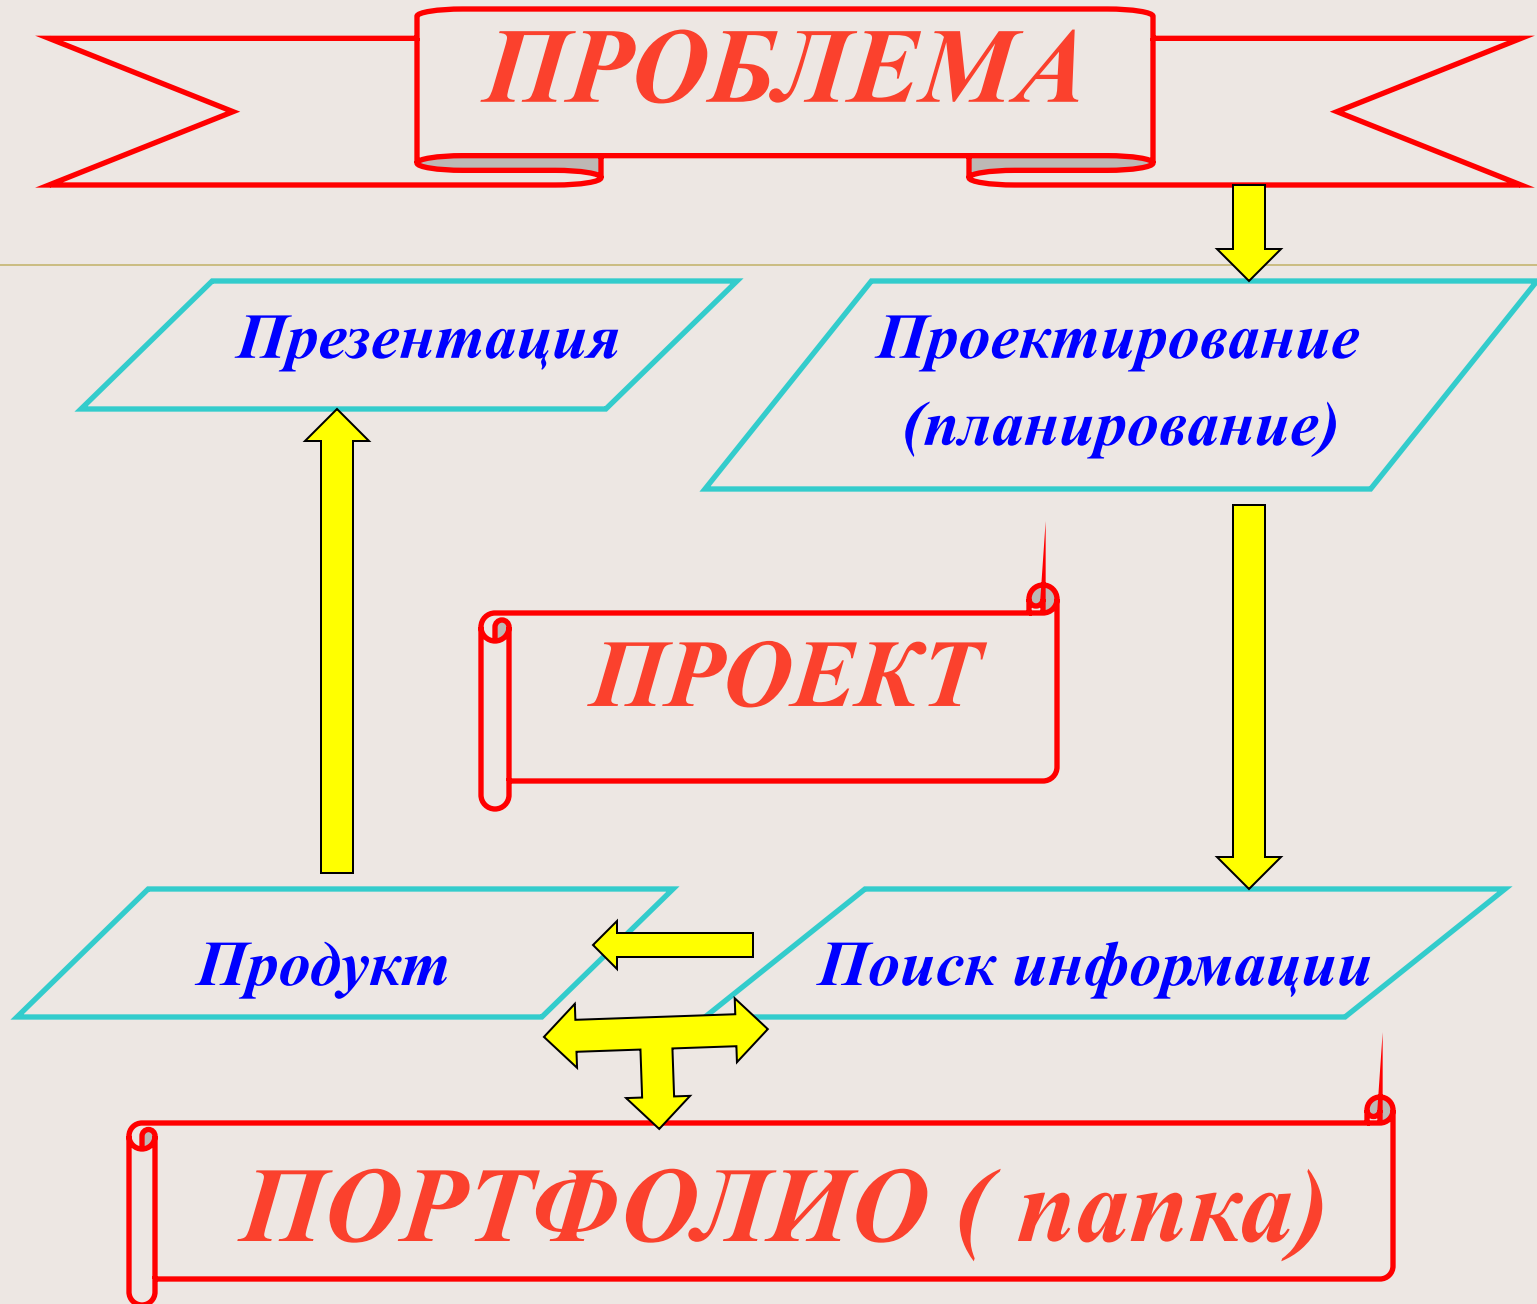 ПРОБЛЕМА
Презентация
Проектирование
(планирование)
ПРОЕКТ
Продукт
Поиск информации
ПОРТФОЛИО ( папка)